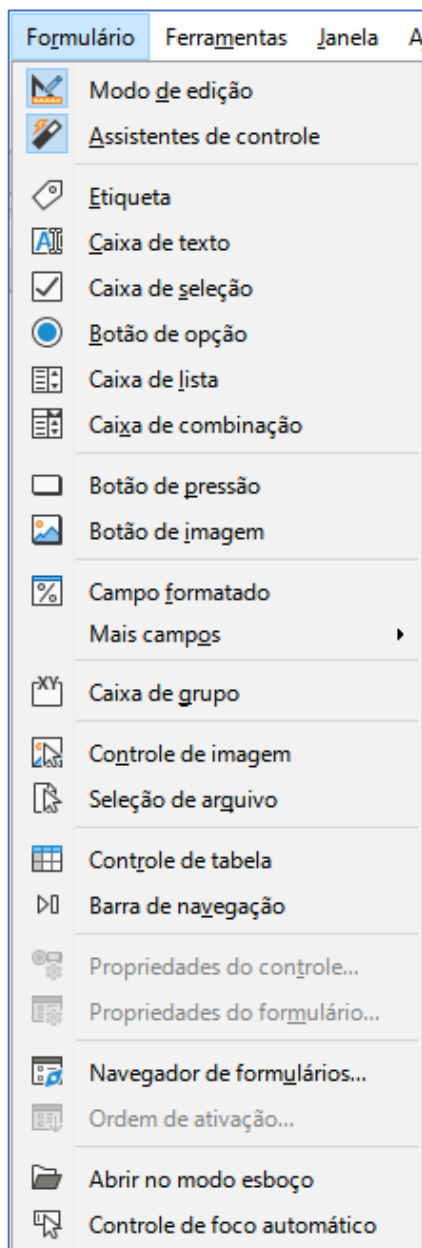 Formulário Ferramentas Janela A
Modo de edição
Assistentes de controle
Etiqueta
Caixa de texto
Caixa de seleção
Botão de opção
Caixa de lista
Caixa de combinação
Botão de pressão
Botão de imagem
Campo formatado
Mais campos
Caixa de grupo
Controle de imagem
Seleção de arquivo
Controle de tabela
Barra de navegação
Propriedades do controle...
Propriedades do formulário...
Navegador de formulários...
Ordem de ativação...
Abrir no modo esboço
Controle de foco automático